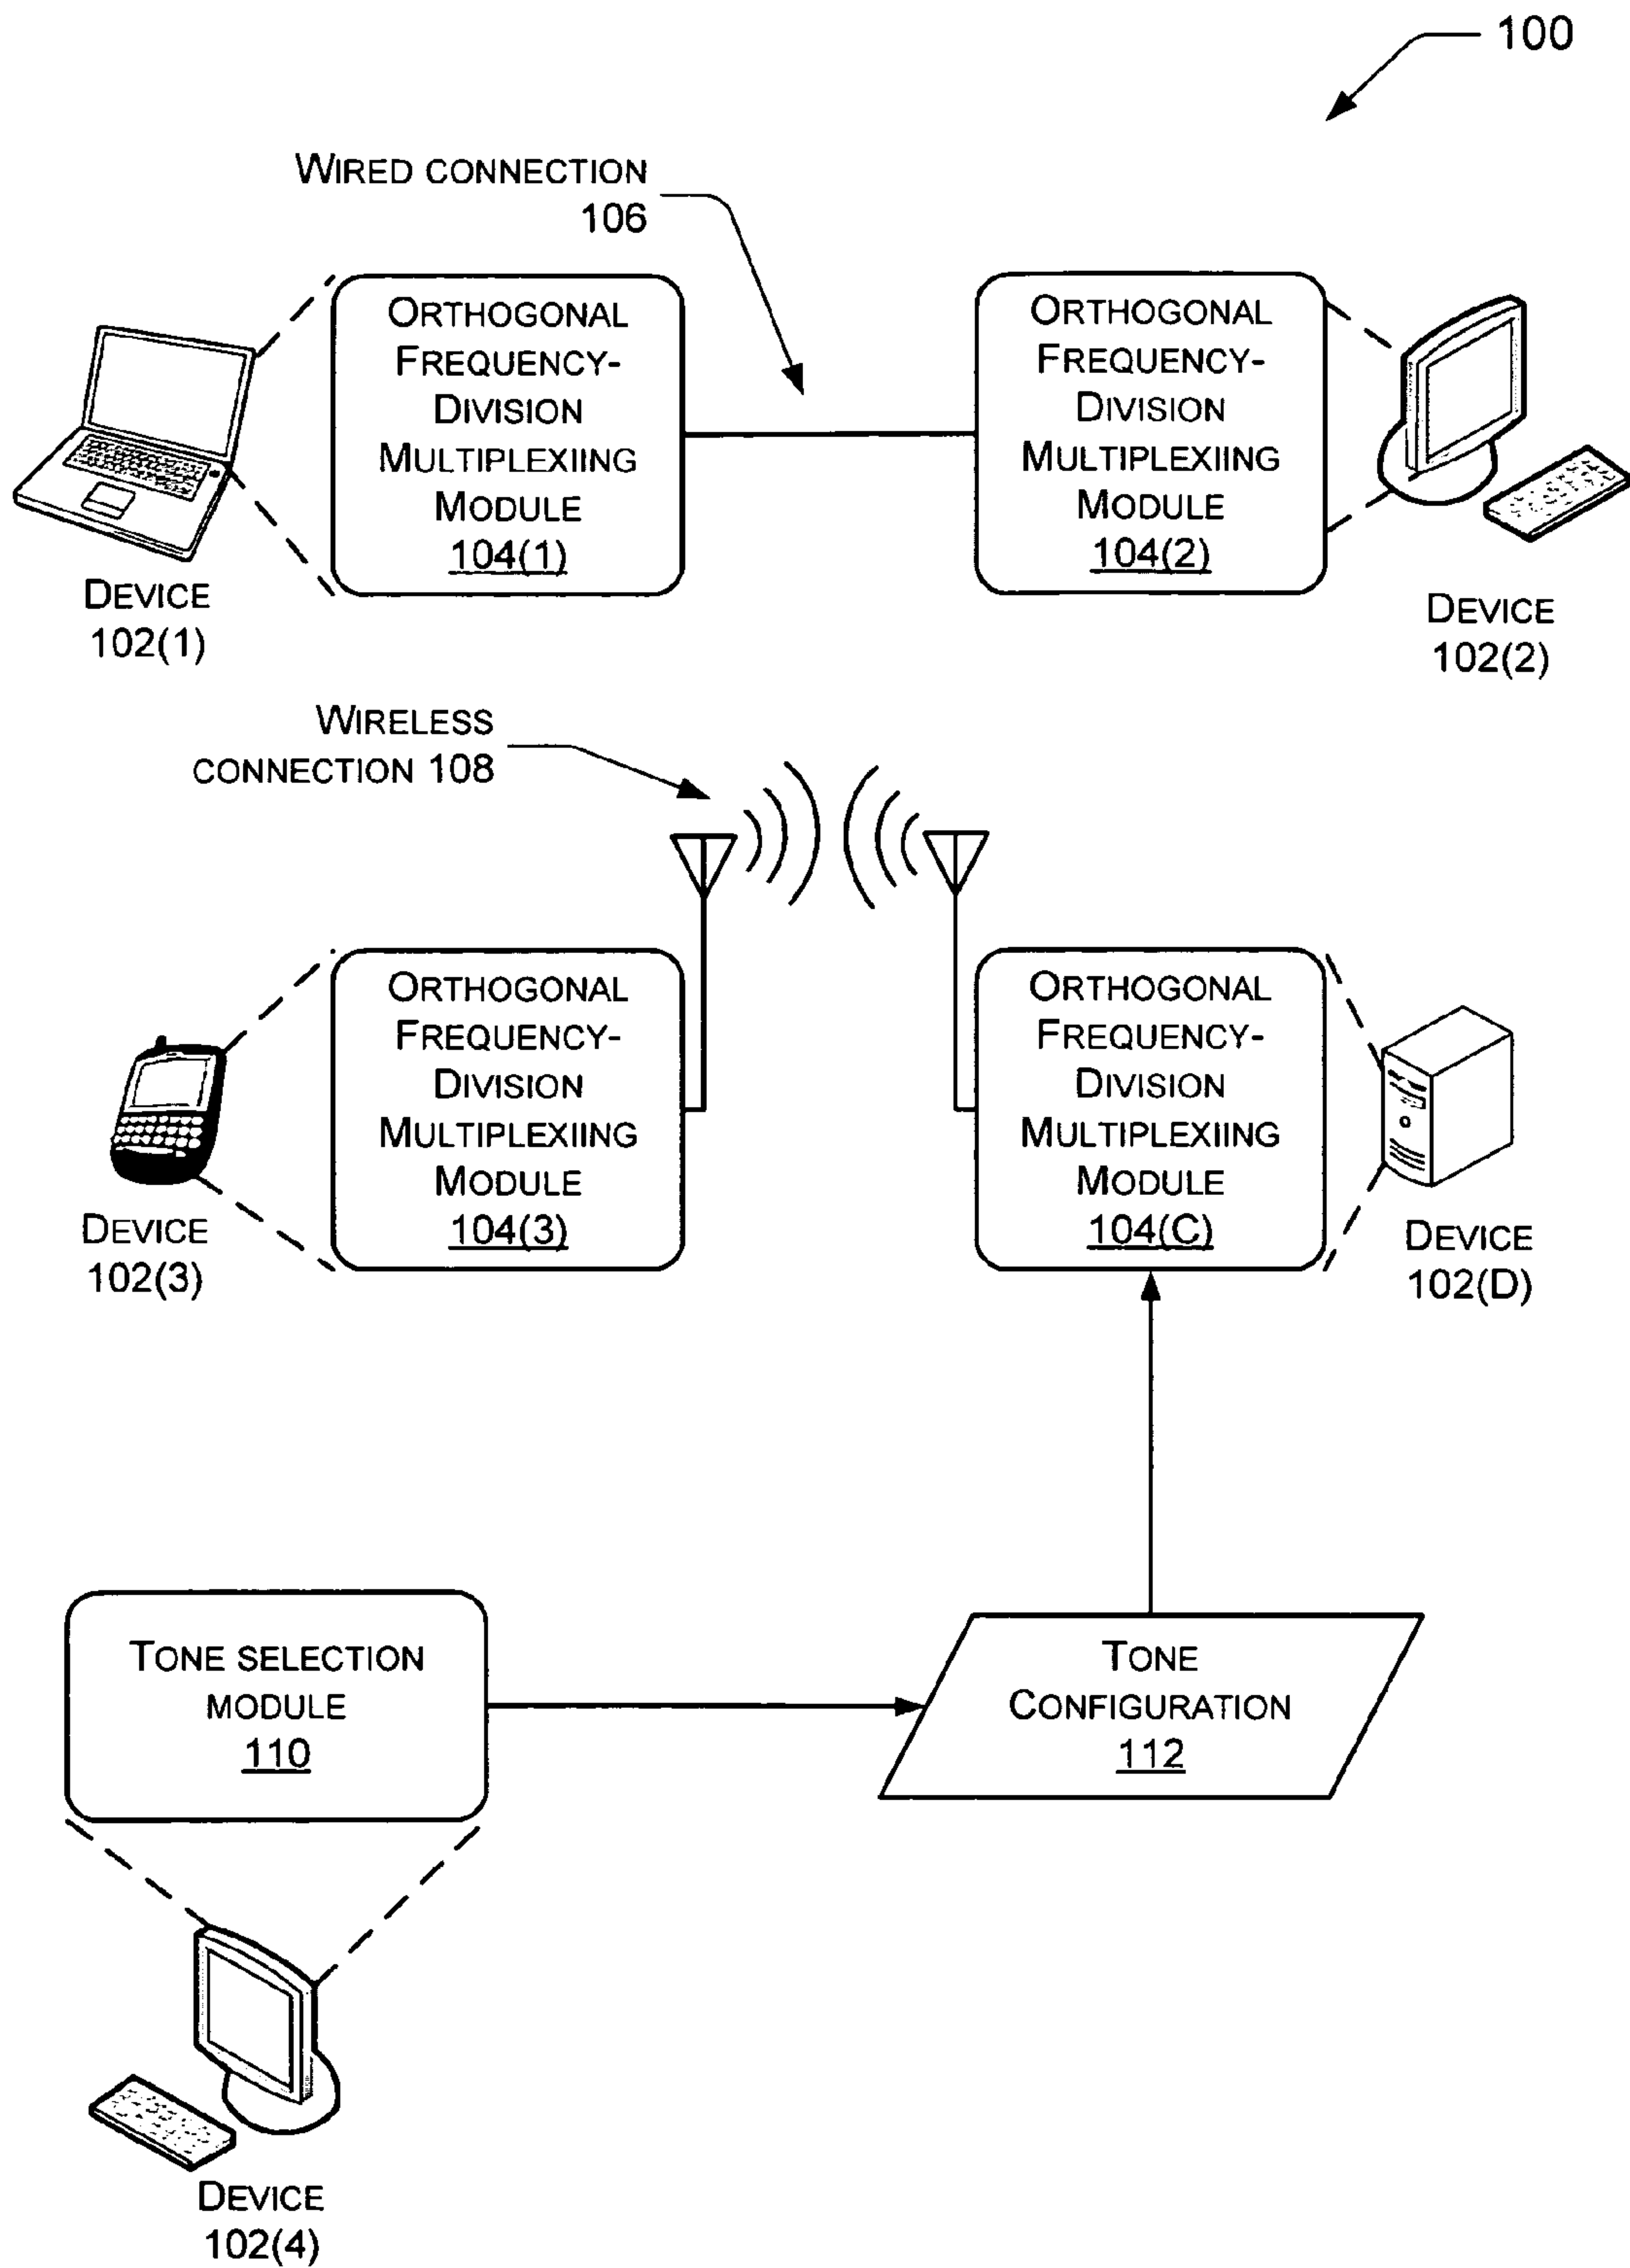 100
WIRED CONNECTION
106
ORTHOGONAL
FREQUENCY-
DIVISION
MULTIPLEXIING
MODULE
104(1)
ORTHOGONAL
FREQUENCY-
DIVISION
MULTIPLEXIING
MODULE
104(2)
DEVICE
102(1)
DEVICE
102(2)
WIRELESS
CONNECTION 108
ORTHOGONAL
FREQUENCY-
DIVISION
MULTIPLEXIING
MODULE
104(3)
ORTHOGONAL
FREQUENCY-
DIVISION
MULTIPLEXIING
MODULE
104(C)
DEVICE
102(3)
DEVICE
102(D)
TONE SELECTION
MODULE
110
TONE
CONFIGURATION
112
DEVICE
102(4)